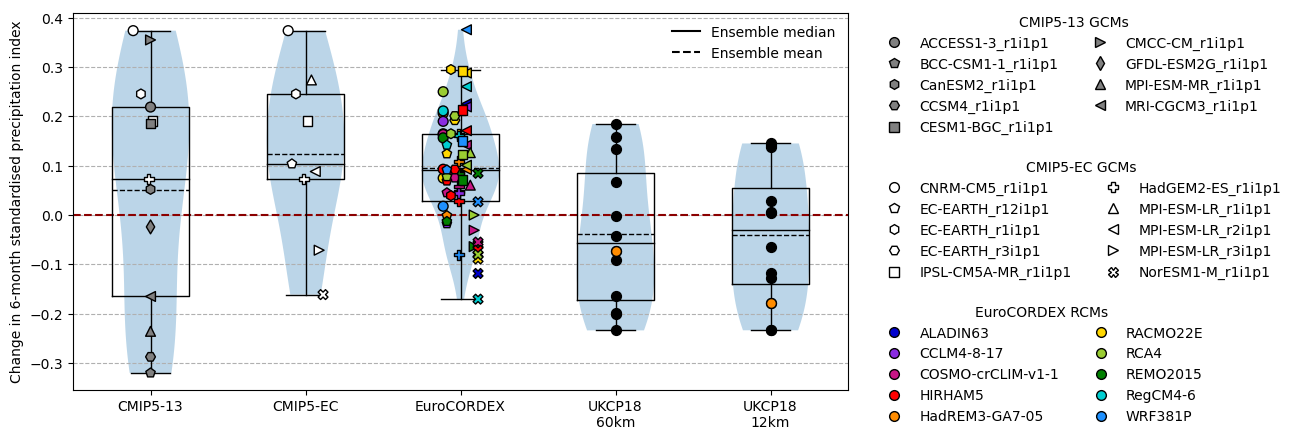 Change in 6-month standardised precipitation index
0.4
0.3
0.2
0.1
0.0
−0.1
−0.2
−0.3
Ensemble median
Ensemble mean
CMIP5-13
CMIP5-EC
EuroCORDEX
UKCP18
60km
UKCP18
12km
CMIP5-13 GCMs
ACCESS1-3_r1i1p1
BCC-CSM1-1_r1i1p1
CanESM2_r1i1p1
CCSM4_r1i1p1
CESM1-BGC_r1i1p1
CMCC-CM_r1i1p1
GFDL-ESM2G_r1i1p1
MPI-ESM-MR_r1i1p1
MRI-CGCM3_r1i1p1
CMIP5-EC GCMs
CNRM-CM5_r1i1p1
EC-EARTH_r12i1p1
EC-EARTH_r1i1p1
EC-EARTH_r3i1p1
IPSL-CM5A-MR_r1i1p1
HadGEM2-ES_r1i1p1
MPI-ESM-LR_r1i1p1
MPI-ESM-LR_r2i1p1
MPI-ESM-LR_r3i1p1
NorESM1-M_r1i1p1
EuroCORDEX RCMs
ALADIN63
CCLM4-8-17
COSMO-crCLIM-v1-1
HIRHAM5
HadREM3-GA7-05
RACMO22E
RCA4
REMO2015
RegCM4-6
WRF381P